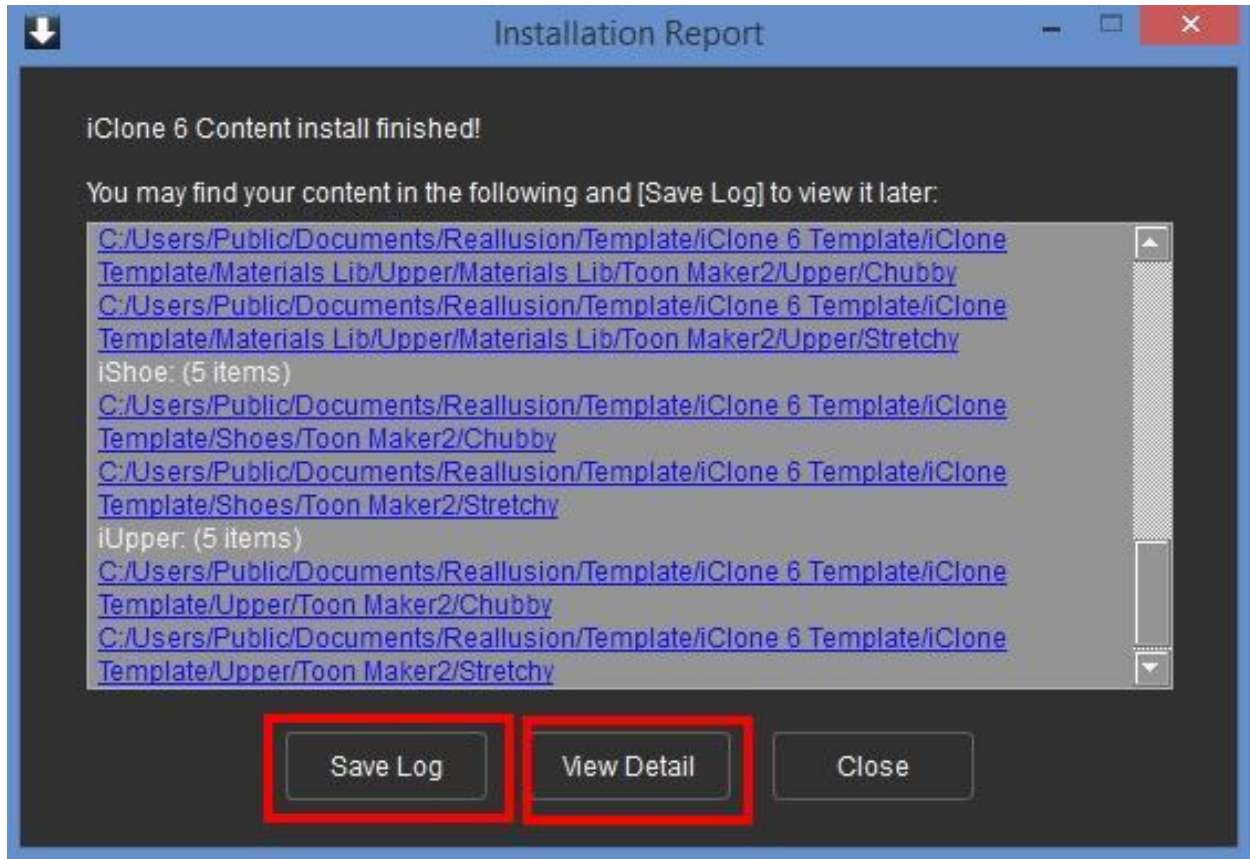 Installation Report
iClone 6 Content install finished!
You may find your content in the following and [Save Log] to view it later:
C:/Users/Public/Documents/Reallusion/Template/iClone 6 Template/iClone
Template/Materials Lib/Upper/Materials Lib/Toon Maker2/Upper/Chubby
C:/Users/Public/Documents/Reallusion/Template/iClone 6 Template/iClone
Template/Materials Lib/Upper/Materials Lib/Toon Maker2/Upper/Stretchy
iShoe: (5 items)
C:/Users/Public/Documents/Reallusion/Template/iClone 6 Template/iClone
Template/Shoes/Toon Maker2/Chubby
C:/Users/Public/Documents/Reallusion/Template/iClone 6 Template/iClone
Template/Shoes/Toon Maker2/Stretchy
iUpper: (5 items)
C:/Users/Public/Documents/Reallusion/Template/iClone 6 Template/iClone
Template/Upper/Toon Maker2/Chubby
C:/Users/Public/Documents/Reallusion/Template/iClone 6 Template/iClone
Template/Upper/Toon Maker2/Stretchy
Save Log View Detail Close